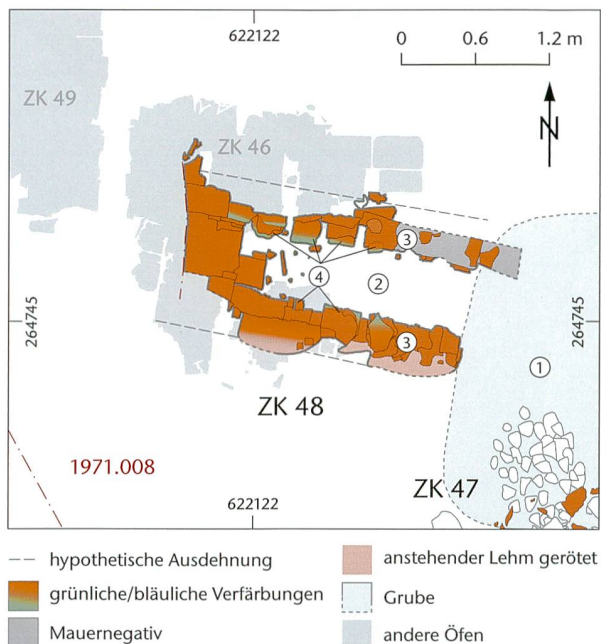 622122
0 0.6 1.2 m
ZK 49
N
ZK 46
3
4
2
264745
264745
3
1
ZK 48
1971.008
ZK 47
622122
hypothetische Ausdehnung
grünliche/bläuliche Verfärbungen
Mauernegativ
anstehender Lehm gerötet
Grube
andere Öfen